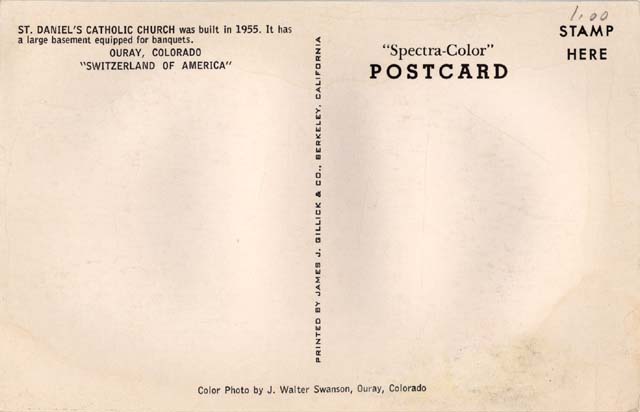 ST. DANIEL'S CATHOLIC CHURCH was built in 1955. It has
a large basement equipped for banquets.
OURAY, COLORADO
"SWITZERLAND OF AMERICA"
PRINTED BY JAMES J. GILLICK & CO., BERKELEY, CALIFORNIA
"Spectra-Color"
POSTCARD
1.00
STAMP
HERE
Color Photo by J. Walter Swanson, Ouray, Colorado